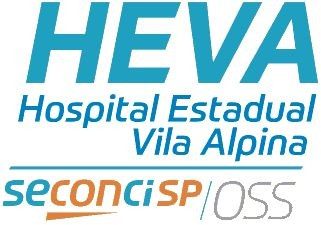 HEVA
Hospital Estadual
Vila Alpina
seconciSP/OSS